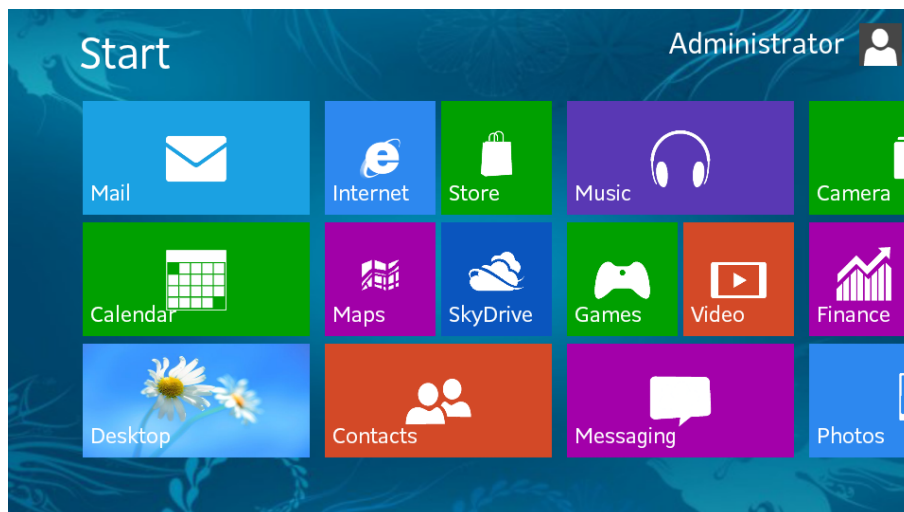 Start
Administrator
Mail
Internet
Store
Music
Camera
Calendar
Maps
SkyDrive
Games
Video
Finance
Desktop
Contacts
Messaging
Photos